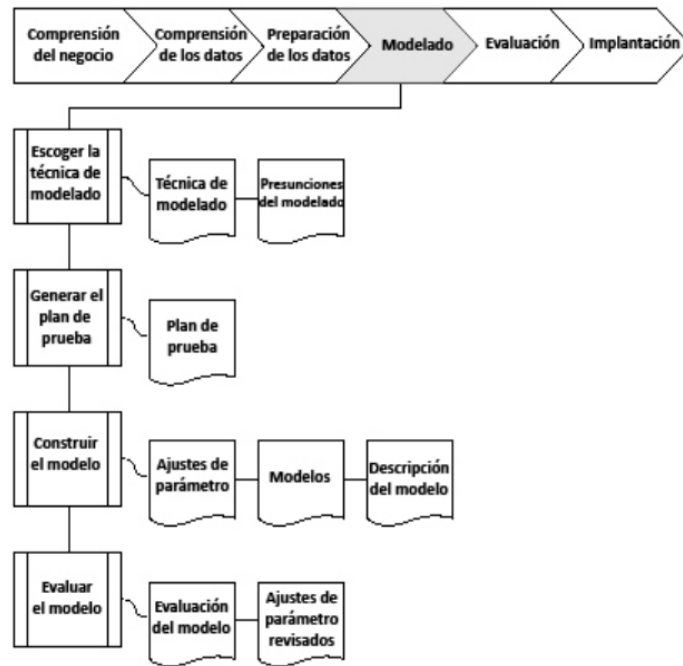 Comprensión
del negocio
Comprensión
de los datos
Preparación
de los datos
Modelado
Evaluación
Implantación
Escoger la
técnica de
modelado
Técnica de
modelado
Presunciones
del modelado
Generar el
plan de
prueba
Plan de
prueba
Construir
el modelo
Ajustes de
parámetro
Modelos
Descripción
del modelo
Evaluar
el modelo
Evaluación
del modelo
Ajustes de
parámetro
revisados